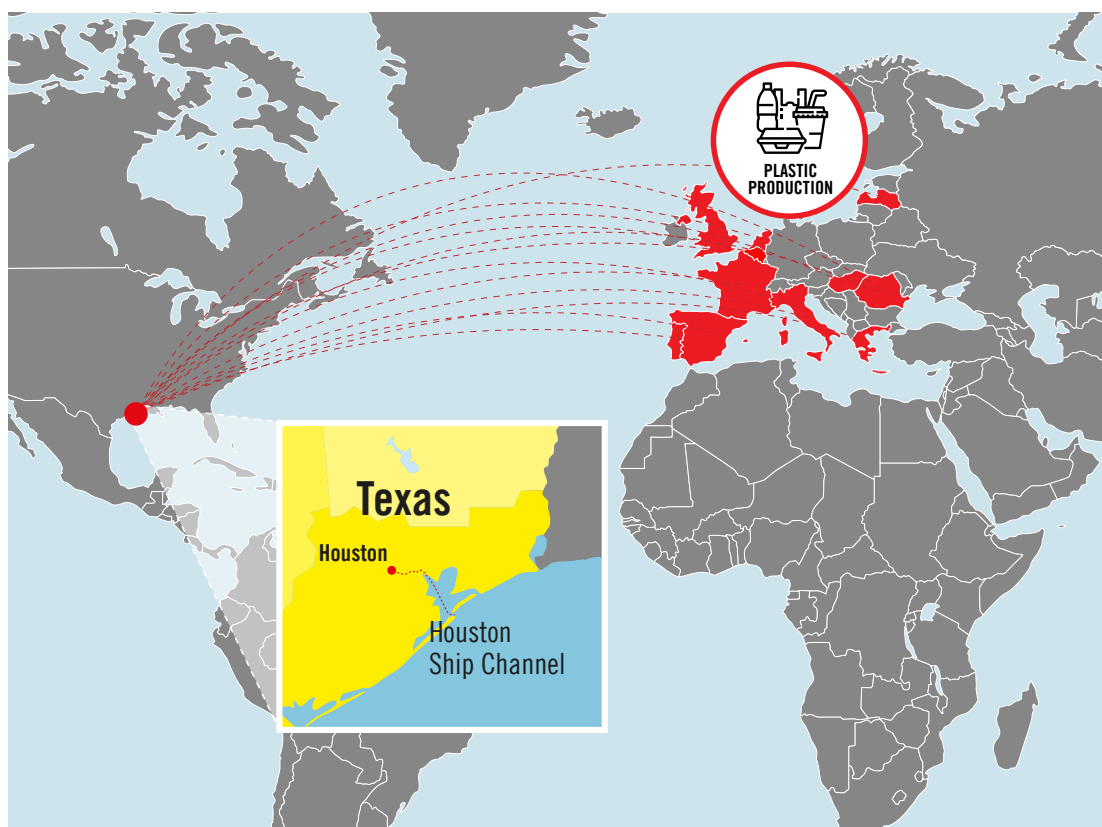 PLASTIC
PRODUCTION
Texas
Houston
Houston
Ship Channel